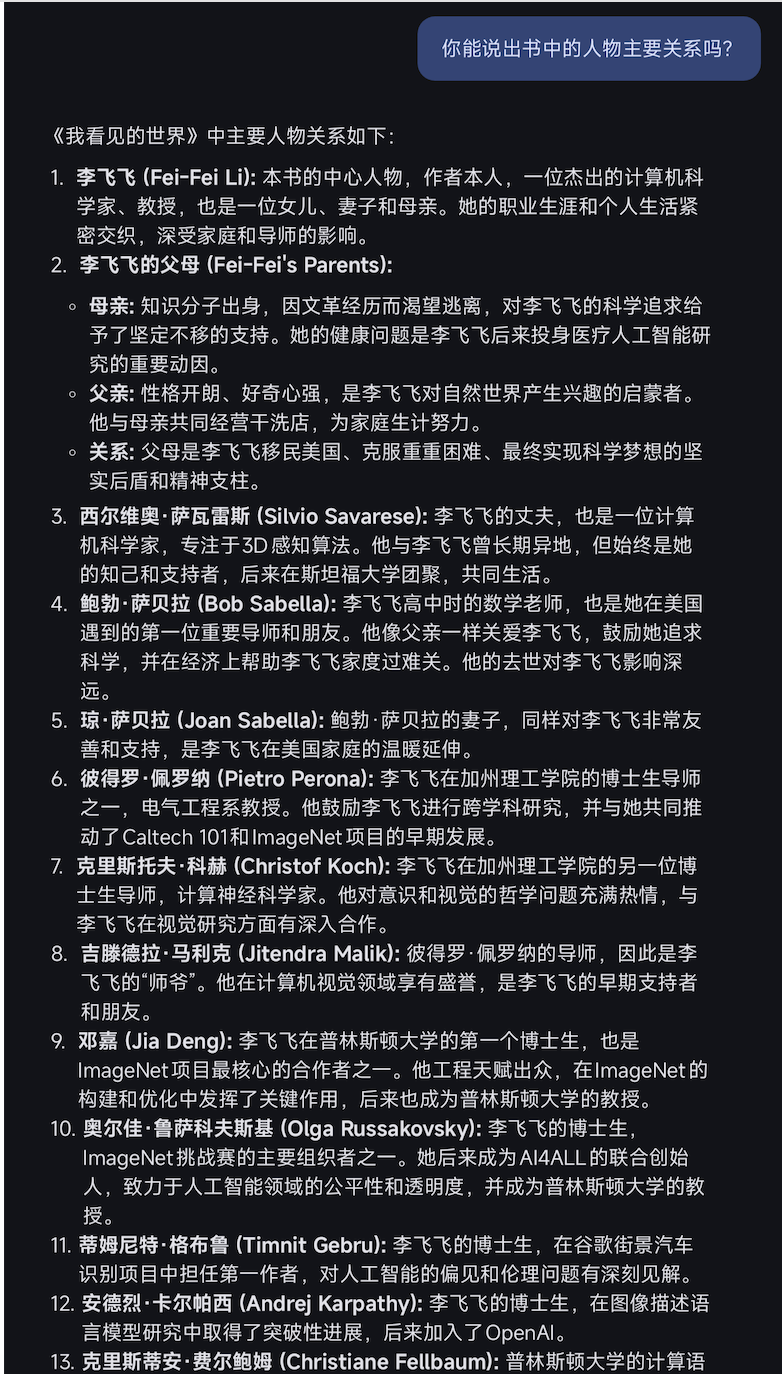 你能说出书中的人物主要关系吗？
《我看见的世界》中主要人物关系如下：
1. 李飞飞 (Fei-Fei Li): 本书的中心人物，作者本人，一位杰出的计算机科
学家、教授，也是一位女儿、妻子和母亲。她的职业生涯和个人生活紧
密交织，深受家庭和导师的影响。
2. 李飞飞的父母 (Fei-Fei's Parents):
◦ 母亲: 知识分子出身，因文革经历而渴望逃离，对李飞飞的科学追求给
予了坚定不移的支持。她的健康问题是李飞飞后来投身医疗人工智能研
究的重要动因。
◦ 父亲: 性格开朗、好奇心强，是李飞飞对自然世界产生兴趣的启蒙者。
他与母亲共同经营干洗店，为家庭生计努力。
◦ 关系: 父母是李飞飞移民美国、克服重重困难、最终实现科学梦想的坚
实后盾和精神支柱。
3. 西尔维奥·萨瓦雷斯 (Silvio Savarese): 李飞飞的丈夫，也是一位计算
机科学家，专注于3D感知算法。他与李飞飞曾长期异地，但始终是她
的知己和支持者，后来在斯坦福大学团聚，共同生活。
4. 鲍勃·萨贝拉 (Bob Sabella): 李飞飞高中时的数学老师，也是她在美国
遇到的第一位重要导师和朋友。他像父亲一样关爱李飞飞，鼓励她追求
科学，并在经济上帮助李飞飞家度过难关。他的去世对李飞飞影响深
远。
5. 琼·萨贝拉 (Joan Sabella): 鲍勃·萨贝拉的妻子，同样对李飞飞非常友
善和支持，是李飞飞在美国家庭的温暖延伸。
6. 彼得罗·佩罗纳 (Pietro Perona): 李飞飞在加州理工学院的博士生导师
之一，电气工程系教授。他鼓励李飞飞进行跨学科研究，并与她共同推
动了Caltech 101和ImageNet项目的早期发展。
7. 克里斯托夫·科赫 (Christof Koch): 李飞飞在加州理工学院的另一位博
士生导师，计算神经科学家。他对意识和视觉的哲学问题充满热情，与
李飞飞在视觉研究方面有深入合作。
8. 吉滕德拉·马利克 (Jitendra Malik): 彼得罗·佩罗纳的导师，因此是李
飞飞的“师爷”。他在计算机视觉领域享有盛誉，是李飞飞的早期支持者
和朋友。
9. 邓嘉 (Jia Deng): 李飞飞在普林斯顿大学的第一个博士生，也是
ImageNet项目最核心的合作者之一。他工程天赋出众，在ImageNet的
构建和优化中发挥了关键作用，后来也成为普林斯顿大学的教授。
10. 奥尔佳·鲁萨科夫斯基 (Olga Russakovsky): 李飞飞的博士生，
ImageNet挑战赛的主要组织者之一。她后来成为AI4ALL的联合创始
人，致力于人工智能领域的公平性和透明度，并成为普林斯顿大学的教
授。
11. 蒂姆尼特·格布鲁 (Timnit Gebru): 李飞飞的博士生，在谷歌街景汽车
识别项目中担任第一作者，对人工智能的偏见和伦理问题有深刻见解。
12. 安德烈·卡尔帕西 (Andrej Karpathy): 李飞飞的博士生，在图像描述语
言模型研究中取得了突破性进展，后来加入了OpenAI。
13. 克里斯蒂安·费尔鲍姆 (Christiane Fellbaum): 普林斯顿大学的计算语